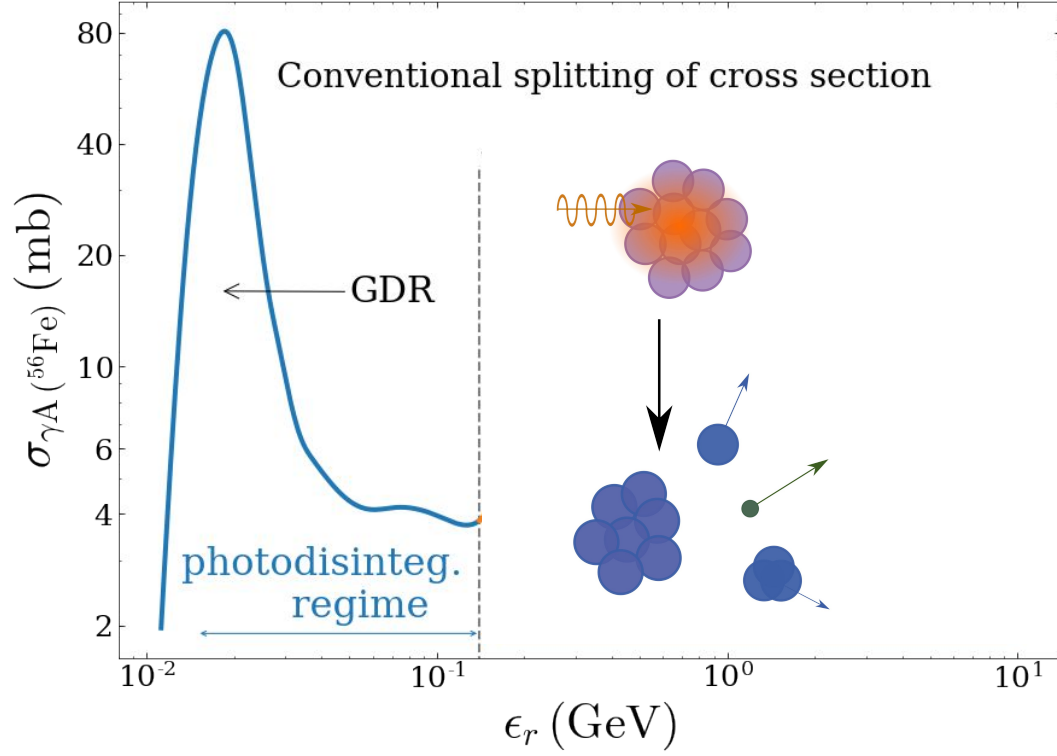 80
40
20
10
6
4
2
σγA (⁵⁶Fe) (mb)
Conventional splitting of cross section
GDR
photodisinteg.
regime
10⁻² 10⁻¹ 10⁰ 10¹
ϵᵣ (GeV)